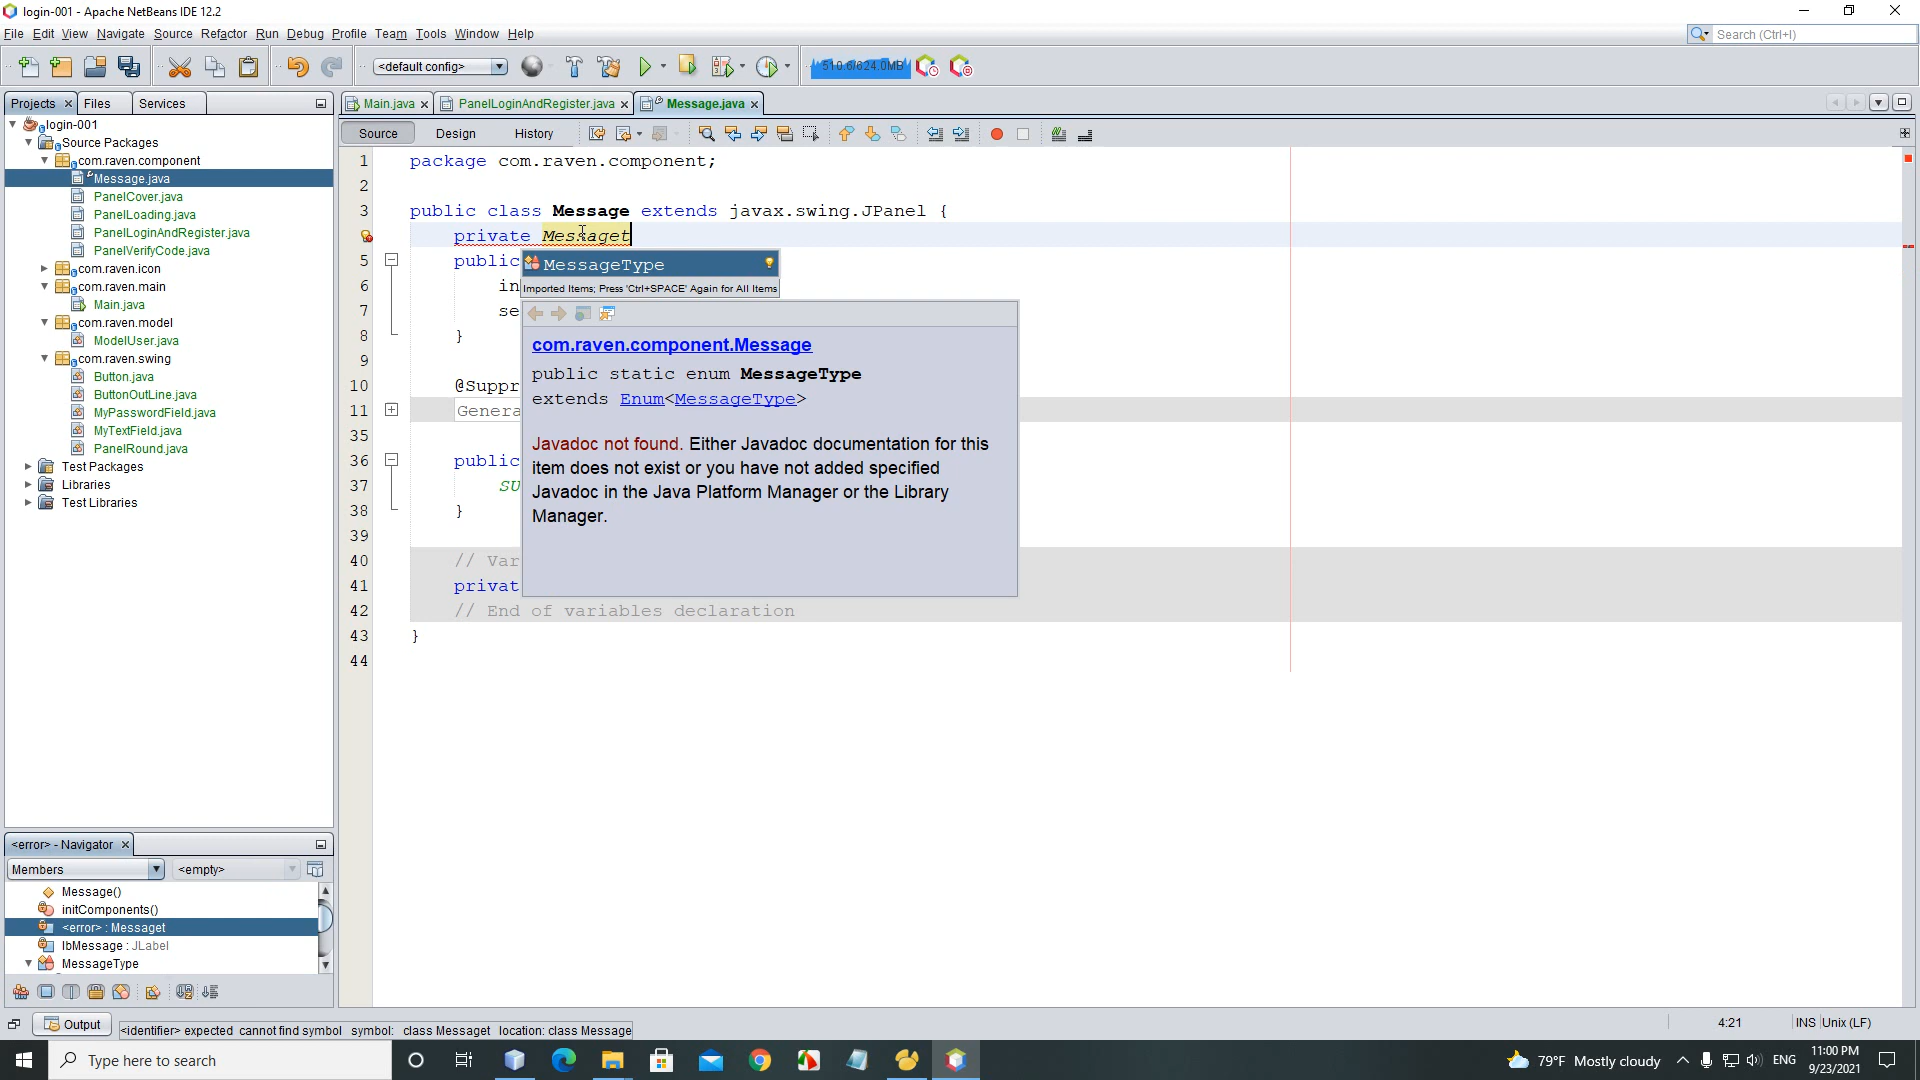 login-001 - Apache NetBeans IDE 12.2
File Edit View Navigate Source Refactor Run Debug Profile Team Tools Window Help
Search (Ctrl+I)
<default config>
510.6/624.0MB
Projects Files Services
Main.java PanelLoginAndRegister.java Message.java
Source Design History
login-001
Source Packages
com.raven.component
Message.java
PanelCover.java
PanelLoading.java
PanelLoginAndRegister.java
PanelVerifyCode.java
com.raven.icon
com.raven.main
Main.java
com.raven.model
ModelUser.java
com.raven.swing
Button.java
ButtonOutLine.java
MyPasswordField.java
MyTextField.java
PanelRound.java
Test Packages
Libraries
Test Libraries
1 package com.raven.component;
2
3 public class Message extends javax.swing.JPanel {
private Messaget
5 public
6 in
7 se
8 }
9
10 @Suppr
11 Genera
35
36 public
37 SU
38 }
39
40 // Var
41 privat
42 // End of variables declaration
43 }
44
MessageType
Imported Items; Press 'Ctrl+SPACE' Again for All Items
com.raven.component.Message
public static enum MessageType
extends Enum<MessageType>
Javadoc not found. Either Javadoc documentation for this
item does not exist or you have not added specified
Javadoc in the Java Platform Manager or the Library
Manager.
<error> - Navigator
Members <empty>
Message()
initComponents()
<error> : Messaget
lbMessage : JLabel
MessageType
Output
<identifier> expected cannot find symbol symbol: class Messaget location: class Message
4:21 INS Unix (LF)
Type here to search
79°F Mostly cloudy ENG
11:00 PM
9/23/2021